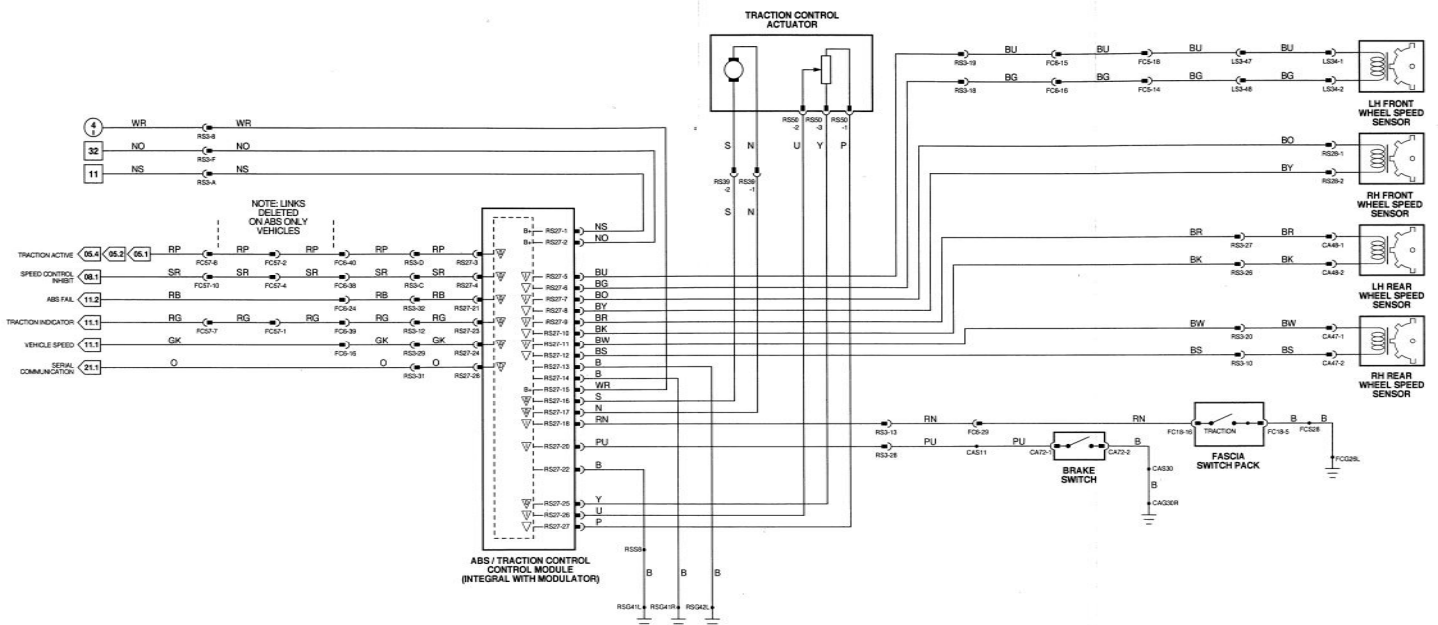 TRACTION CONTROL
ACTUATOR
BU BU BU BU
RS3-19 FC6-15 FC5-18 LS3-47 LS34-1
BG BG BG BG
RS3-18 FC6-16 FC5-14 LS3-48 LS34-2
LH FRONT
WHEEL SPEED
SENSOR
RS50 RS50 RS50
-2 -3 -1
4 WR WR
I
RS3-8
32 NO NO
RS3-F
11 NS NS
RS3-A
S N U Y P
BO
RS28-1
BY
RS28-2
RH FRONT
WHEEL SPEED
SENSOR
RS39 RS39
-2 -1
S N
NOTE: LINKS
DELETED
ON ABS ONLY
VEHICLES
B+ RS27-1 NS
B+ RS27-2 NO
BR BR
RS3-27 CA48-1
BK BK
RS3-26 CA48-2
LH REAR
WHEEL SPEED
SENSOR
TRACTION ACTIVE 05.4 05.2 05.1 RP RP RP RP RP
FC57-8 FC57-2 FC6-40 RS3-D RS27-3
SPEED CONTROL
INHIBIT 08.1 SR SR SR SR SR
FC57-10 FC57-4 FC6-38 RS3-C RS27-4
ABS FAIL 11.2 RB RB RB
FC6-24 RS3-32 RS27-21
TRACTION INDICATOR 11.1 RG RG RG RG RG
FC57-7 FC57-1 FC6-39 RS3-12 RS27-23
VEHICLE SPEED 11.1 GK GK GK
FC5-16 RS3-29 RS27-24
SERIAL
COMMUNICATION 21.1 O O O
RS3-31 RS27-28
RS27-5 BU
RS27-6 BG
RS27-7 BO
RS27-8 BY
RS27-9 BR
RS27-10 BK
RS27-11 BW
RS27-12 BS
RS27-13 B
RS27-14 B
B+ RS27-15 WR
RS27-16 S
RS27-17 N
RS27-18 RN
RS27-20 PU
RS27-22 B
RS27-25 Y
RS27-26 U
RS27-27 P
BW BW
RS3-20 CA47-1
BS BS
RS3-10 CA47-2
RH REAR
WHEEL SPEED
SENSOR
RN RN
RS3-13 FC6-29 FC18-16 TRACTION FC18-5 B FCS28 B
FASCIA
SWITCH PACK
FCG26L
PU PU
RS3-28 CAS11 CA72-1 CA72-2 B
BRAKE
SWITCH
CAS30
B
CAG30R
ABS / TRACTION CONTROL
CONTROL MODULE
(INTEGRAL WITH MODULATOR)
RSS8
B B B
RSG41L RSG41R RSG42L